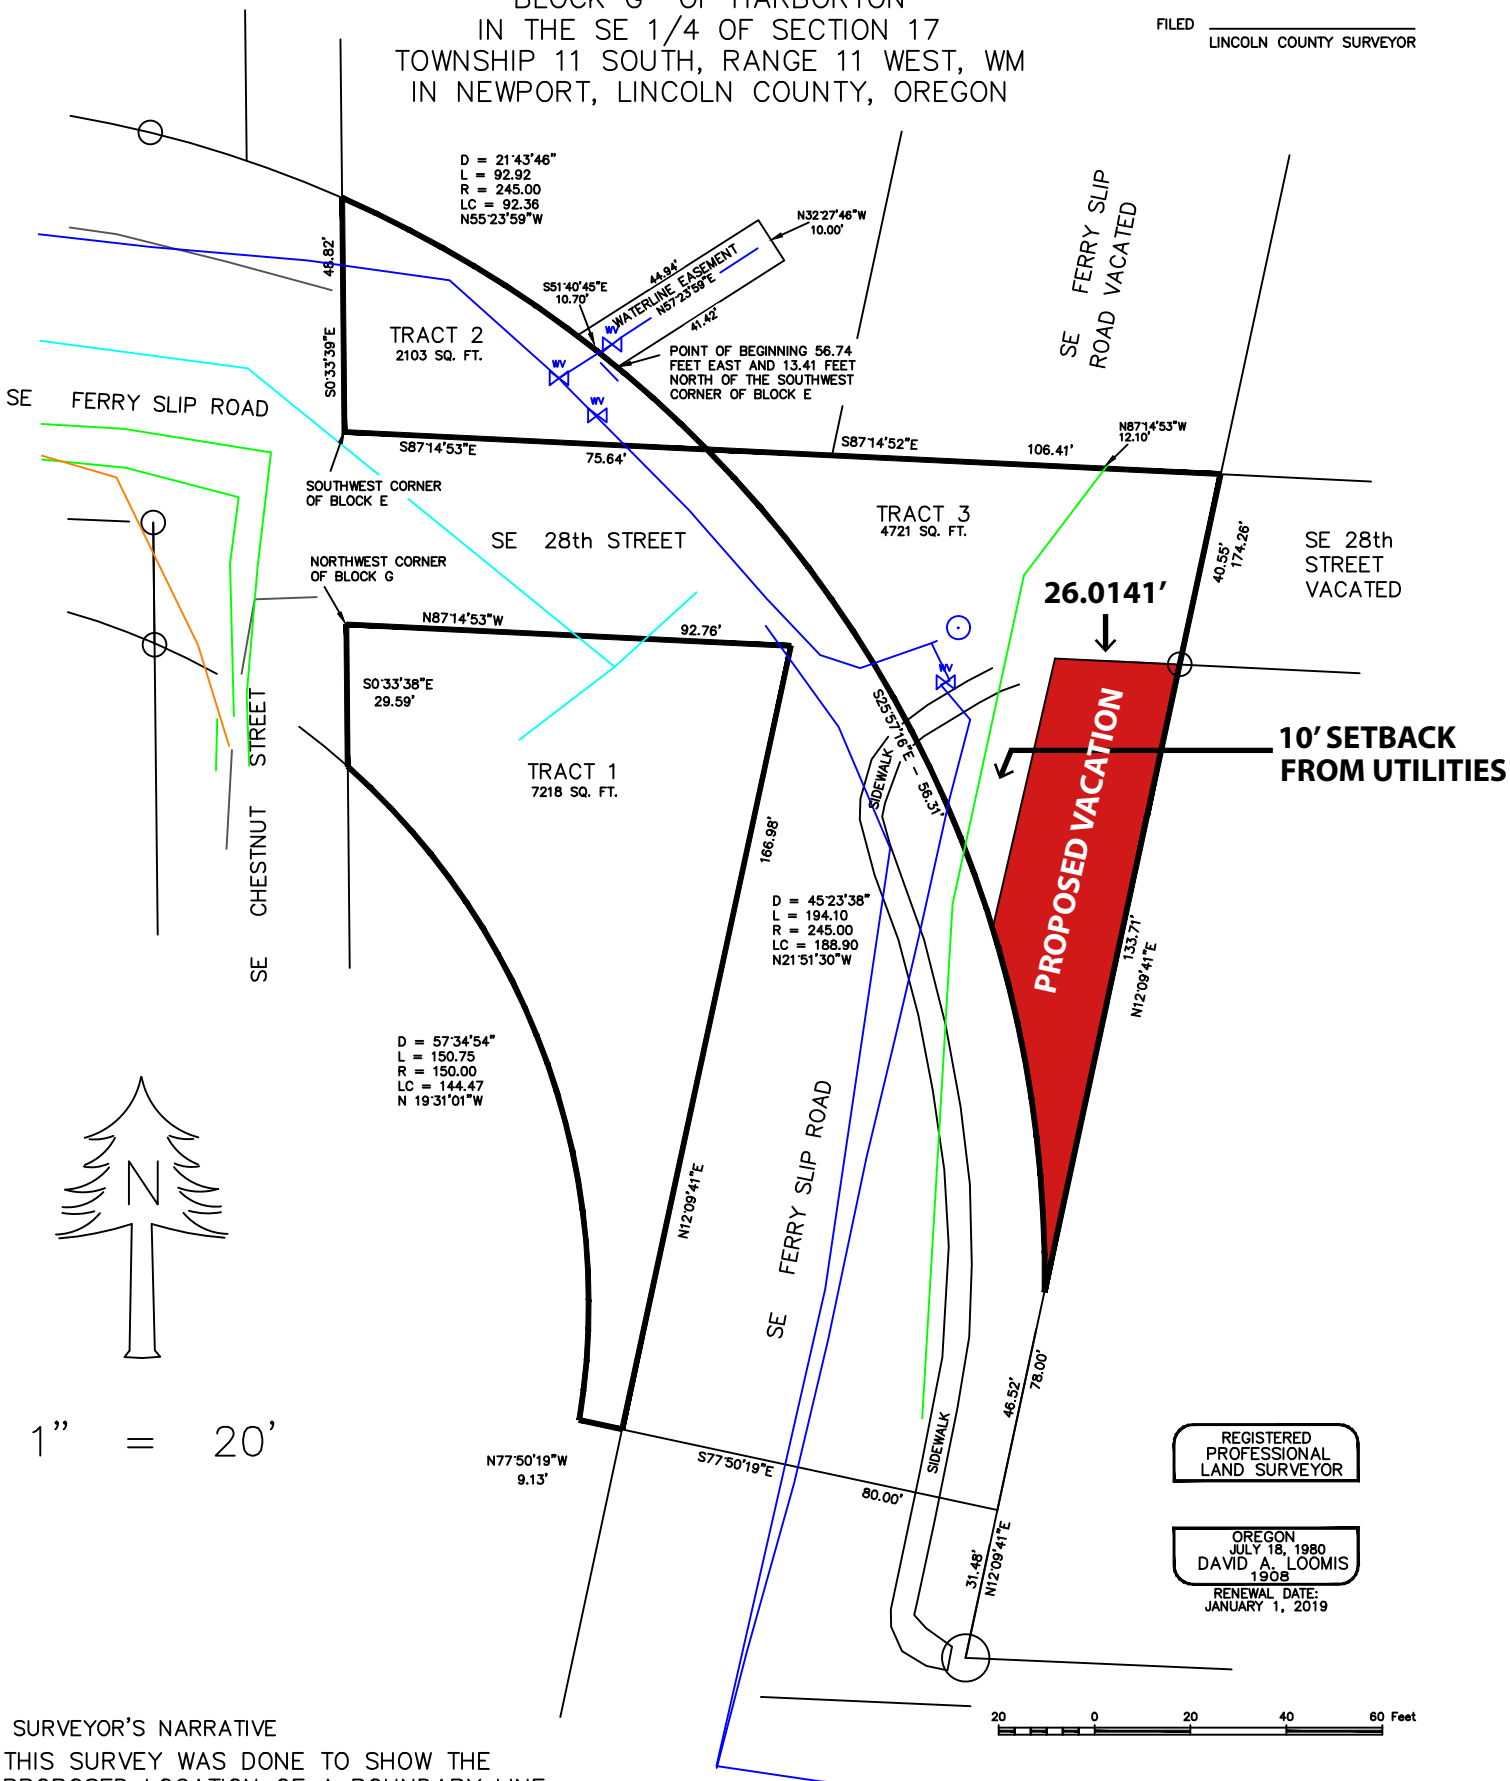 BLOCK G OF HARBORTON
IN THE SE 1/4 OF SECTION 17
TOWNSHIP 11 SOUTH, RANGE 11 WEST, WM
IN NEWPORT, LINCOLN COUNTY, OREGON
FILED
LINCOLN COUNTY SURVEYOR
D = 21°43'46"
L = 92.92
R = 245.00
LC = 92.36
N55°23'59"W
N32°27'46"W
10.00'
SE FERRY SLIP
ROAD VACATED
48.82'
S0°33'39"E
S51°40'45"E
10.70'
44.94'
WATERLINE EASEMENT
N57°23'59"E
41.42'
WV
WV
WV
TRACT 2
2103 SQ. FT.
POINT OF BEGINNING 56.74
FEET EAST AND 13.41 FEET
NORTH OF THE SOUTHWEST
CORNER OF BLOCK E
SE FERRY SLIP ROAD
S87°14'53"E
75.64'
S87°14'52"E
106.41'
N87°14'53"W
12.10'
SOUTHWEST CORNER
OF BLOCK E
TRACT 3
4721 SQ. FT.
SE 28th STREET
40.55'
174.26'
SE 28th
STREET
VACATED
NORTHWEST CORNER
OF BLOCK G
26.0141'
N87°14'53"W
92.76'
WV
S0°33'38"E
29.59'
S25°57'16"E - 56.31'
SIDEWALK
PROPOSED VACATION
10' SETBACK
FROM UTILITIES
TRACT 1
7218 SQ. FT.
SE CHESTNUT STREET
166.98'
D = 45°23'38"
L = 194.10
R = 245.00
LC = 188.90
N21°51'30"W
133.71'
N12°09'41"E
D = 57°34'54"
L = 150.75
R = 150.00
LC = 144.47
N 19°31'01"W
N12°09'41"E
SE FERRY SLIP ROAD
N
46.52'
78.00'
1" = 20'
N77°50'19"W
9.13'
S77°50'19"E
80.00'
SIDEWALK
REGISTERED
PROFESSIONAL
LAND SURVEYOR
OREGON
JULY 18, 1980
DAVID A. LOOMIS
1908
RENEWAL DATE:
JANUARY 1, 2019
31.48'
N12°09'41"E
20 0 20 40 60 Feet
SURVEYOR'S NARRATIVE
THIS SURVEY WAS DONE TO SHOW THE
PROPOSED LOCATION OF A BOUNDARY LINE